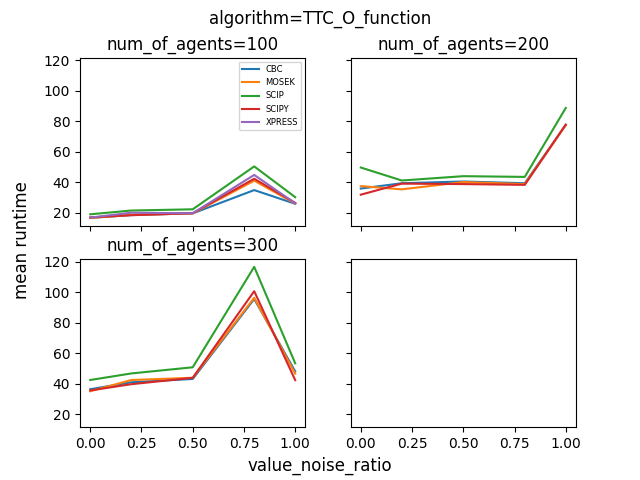 algorithm=TTC_O_function
num_of_agents=100
num_of_agents=200
120
100
80
60
40
20
CBC
MOSEK
SCIP
SCIPY
XPRESS
num_of_agents=300
120
100
80
60
40
20
mean runtime
0.00 0.25 0.50 0.75 1.00
0.00 0.25 0.50 0.75 1.00
value_noise_ratio